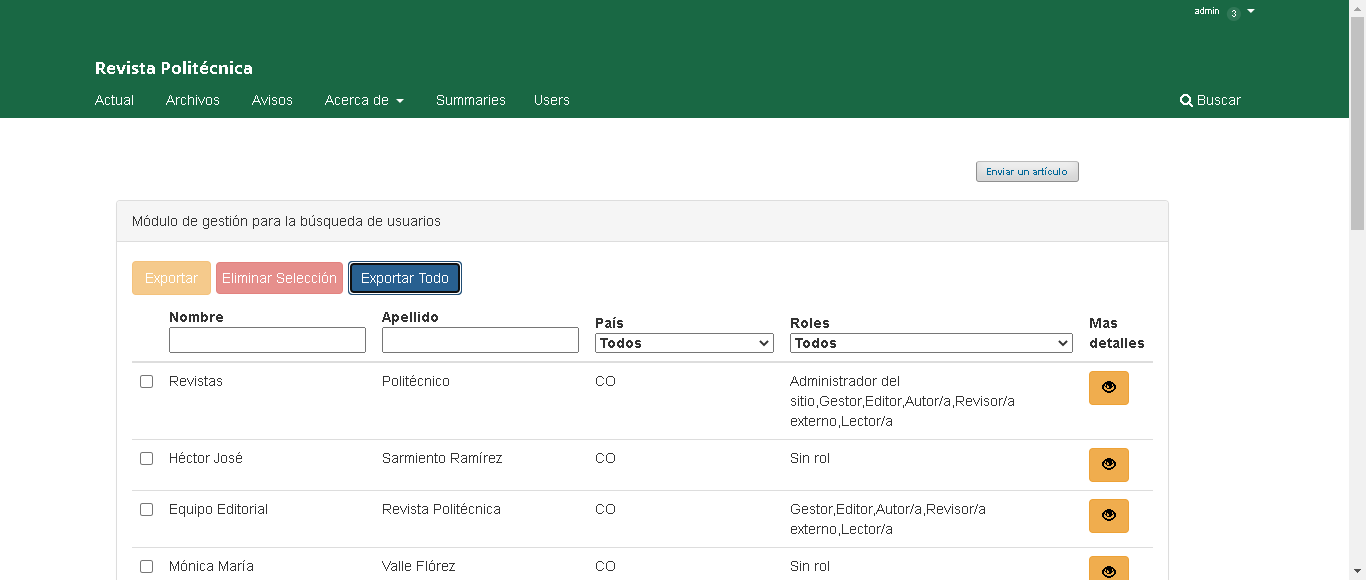 admin 3
Revista Politécnica
Actual Archivos Avisos Acerca de Summaries Users Buscar
Enviar un artículo
Módulo de gestión para la búsqueda de usuarios
Exportar Eliminar Selección Exportar Todo
Nombre Apellido País Roles Mas detalles
Todos Todos
Revistas Politécnico CO Administrador del
sitio,Gestor,Editor,Autor/a,Revisor/a
externo,Lector/a
Héctor José Sarmiento Ramírez CO Sin rol
Equipo Editorial Revista Politécnica CO Gestor,Editor,Autor/a,Revisor/a
externo,Lector/a
Mónica María Valle Flórez CO Sin rol